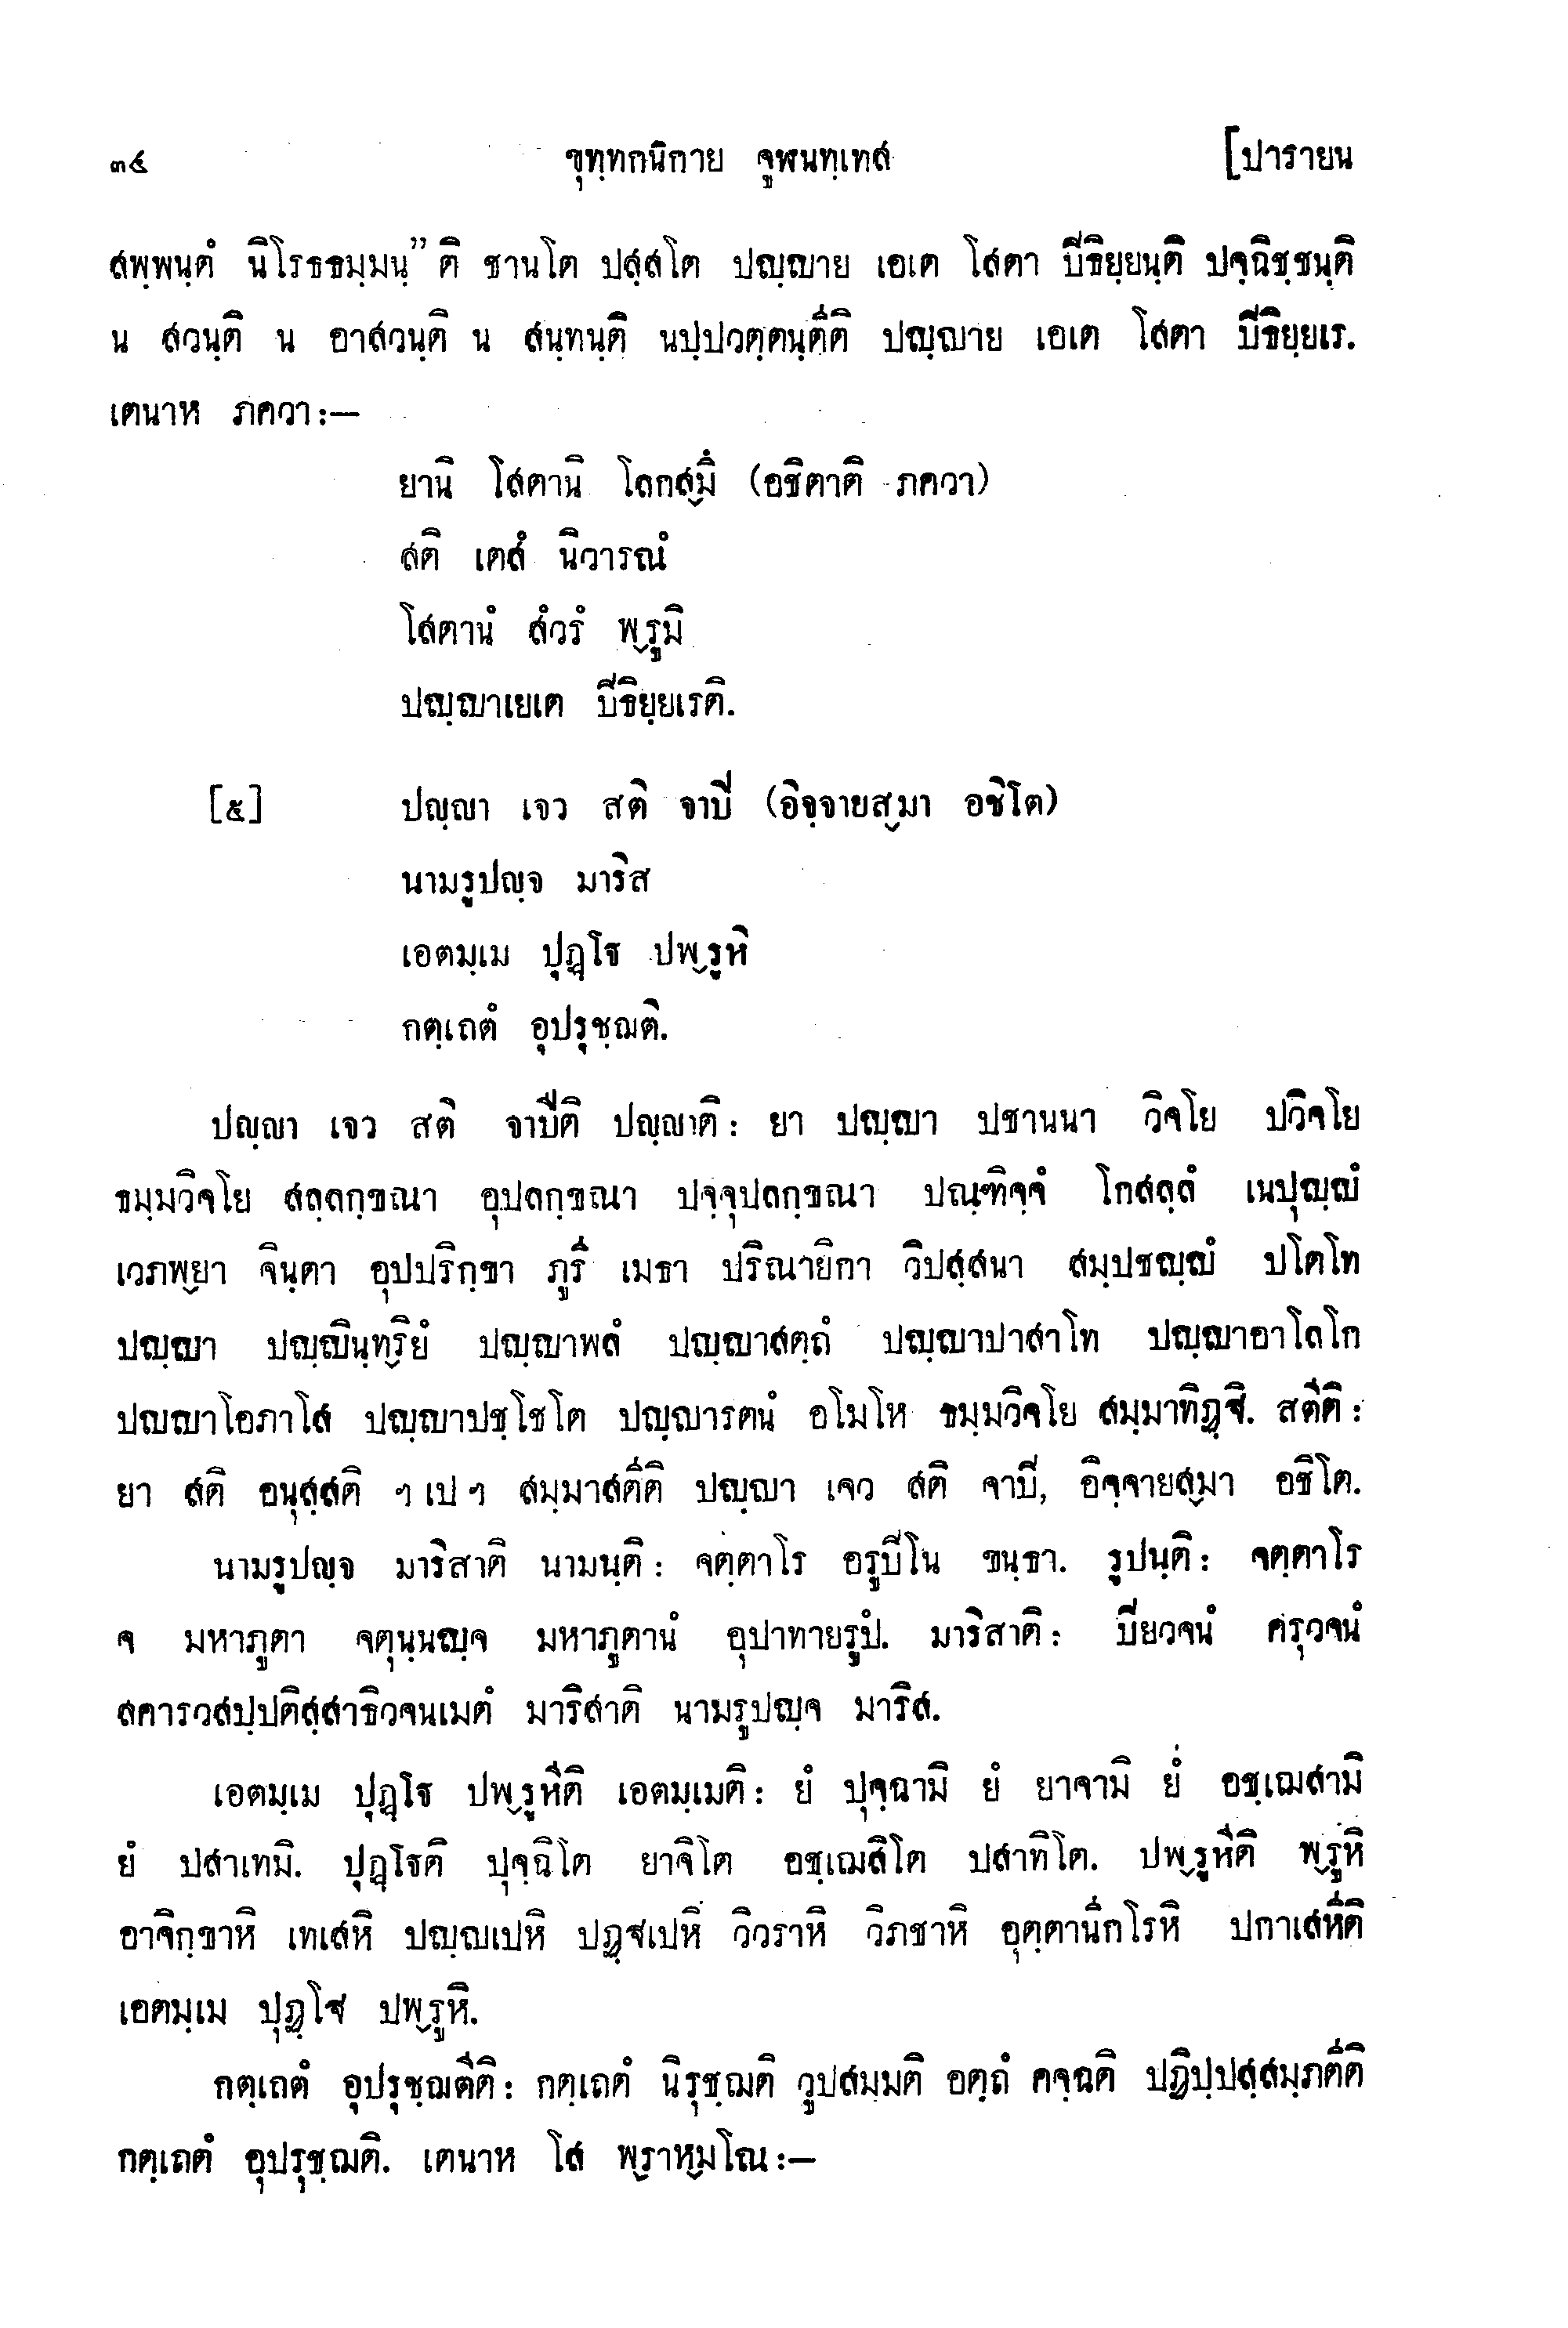 ๓๔ ขุทฺทกนิกาย จูฬนทฺเทส [ปารายน
สพฺพนฺตํ นิโรธธมฺมนฺ” ติ ชานโต ปสฺสโต ปญฺญาย เอเต โสตา ปีธิยฺยนฺติ ปจฺฉิชฺชนฺติ
น สวนฺติ น อาสวนฺติ น สนฺทนฺติ นปฺปวตฺตนฺตีติ ปญฺญาย เอเต โสตา ปีธิยฺยเร.
เตนาห ภควา:—
ยานิ โสตานิ โลกสฺมึ (อชิตาติ ภควา)
สติ เตสํ นิวารณํ
โสตานํ สํวรํ พฺรูมิ
ปญฺญาเยเต ปีธิยฺยเรติ.
[๕] ปญฺญา เจว สติ จาปี (อิจฺจายสฺมา อชิโต)
นามรูปญฺจ มาริส
เอตมฺเม ปุฏฺโฐ ปพฺรูหิ
กตฺเถตํ อุปรุชฺฌติ.
ปญฺญา เจว สติ จาปีติ ปญฺญาติ: ยา ปญฺญา ปชานนา วิจโย ปวิจโย
ธมฺมวิจโย สลฺลกฺขณา อุปลกฺขณา ปจฺจุปลกฺขณา ปณฺฑิจฺจํ โกสลฺลํ เนปุญฺญํ
เวภพฺยา จินฺตา อุปปริกฺขา ภูรี เมธา ปริณายิกา วิปสฺสนา สมฺปชญฺญํ ปโตโท
ปญฺญา ปญฺญินฺทฺริยํ ปญฺญาพลํ ปญฺญาสตฺถํ ปญฺญาปาสาโท ปญฺญาอาโลโก
ปญญาโอภาโส ปญฺญาปชฺโชโต ปญฺญารตนํ อโมโห ธมฺมวิจโย สมฺมาทิฏฺฐิ. สตีติ:
ยา สติ อนุสฺสติ ฯ เป ฯ สมฺมาสตีติ ปญฺญา เจว สติ จาปี, อิจฺจายสฺมา อชิโต.
นามรูปญฺจ มาริสาติ นามนฺติ: จตฺตาโร อรูปีโน ขนฺธา. รูปนฺติ: จตฺตาโร
จ มหาภูตา จตุนฺนญฺจ มหาภูตานํ อุปาทายรูปํ. มาริสาติ: ปียวจนํ ครุวจนํ
สคารวสปฺปติสฺสาธิวจนเมตํ มาริสาติ นามรูปญฺจ มาริส.
เอตมฺเม ปุฏฺโฐ ปพฺรูหีติ เอตมฺเมติ: ยํ ปุจฺฉามิ ยํ ยาจามิ ยํ อชฺเฌสามิ
ยํ ปสาเทมิ. ปุฏฺโฐติ ปุจฺฉิโต ยาจิโต อชฺเฌสิโต ปสาทิโต. ปพฺรูหีติ พฺรูหิ
อาจิกฺขาหิ เทเสหิ ปญฺญเปหิ ปฏฺฐเปหิ วิวราหิ วิภชาหิ อุตฺตานีกโรหิ ปกาเสหีติ
เอตมฺเม ปุฏฺโฐ ปพฺรูหิ.
กตฺเถตํ อุปรุชฺฌตีติ: กตฺเถตํ นิรุชฺฌติ วูปสมฺมติ อตฺถํ คจฺฉติ ปฏิปฺปสฺสมฺภตีติ
กตฺเถตํ อุปรุชฺฌติ. เตนาห โส พฺราหฺมโณ:—